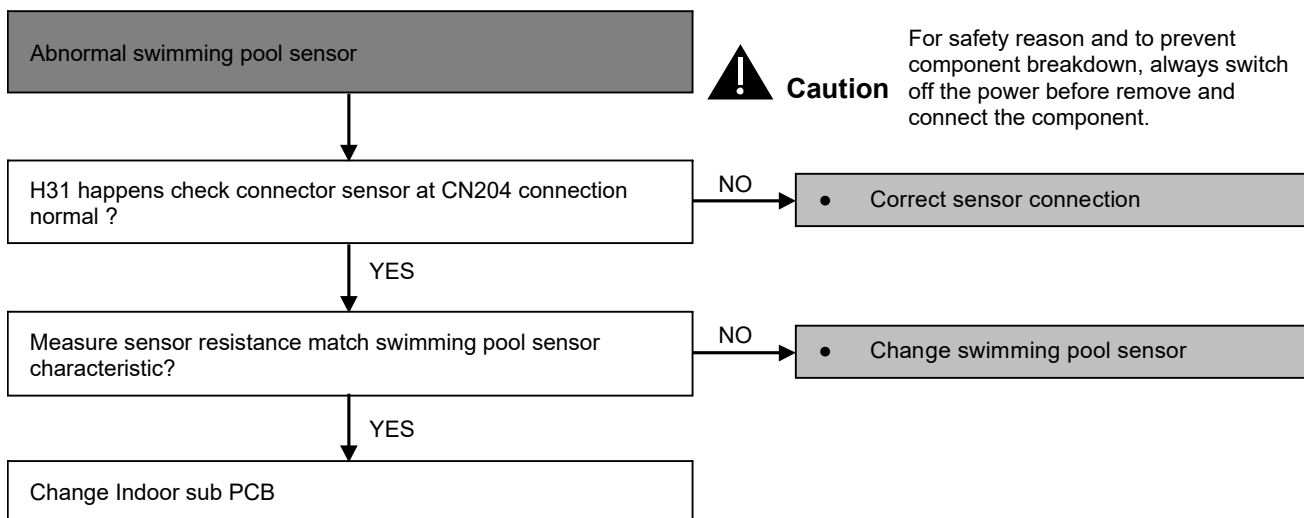 Abnormal swimming pool sensor
Caution
For safety reason and to prevent
component breakdown, always switch
off the power before remove and
connect the component.
H31 happens check connector sensor at CN204 connection
normal ?
NO
● Correct sensor connection
YES
Measure sensor resistance match swimming pool sensor
characteristic?
NO
● Change swimming pool sensor
YES
Change Indoor sub PCB